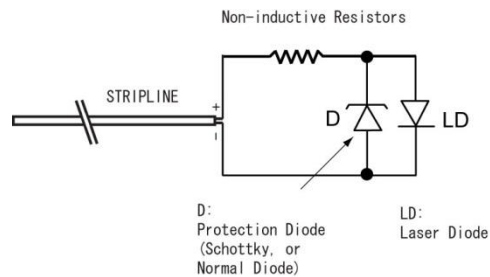 Non-inductive Resistors
STRIPLINE
+
-
D
LD
D:
Protection Diode
(Schottky, or
Normal Diode)
LD:
Laser Diode